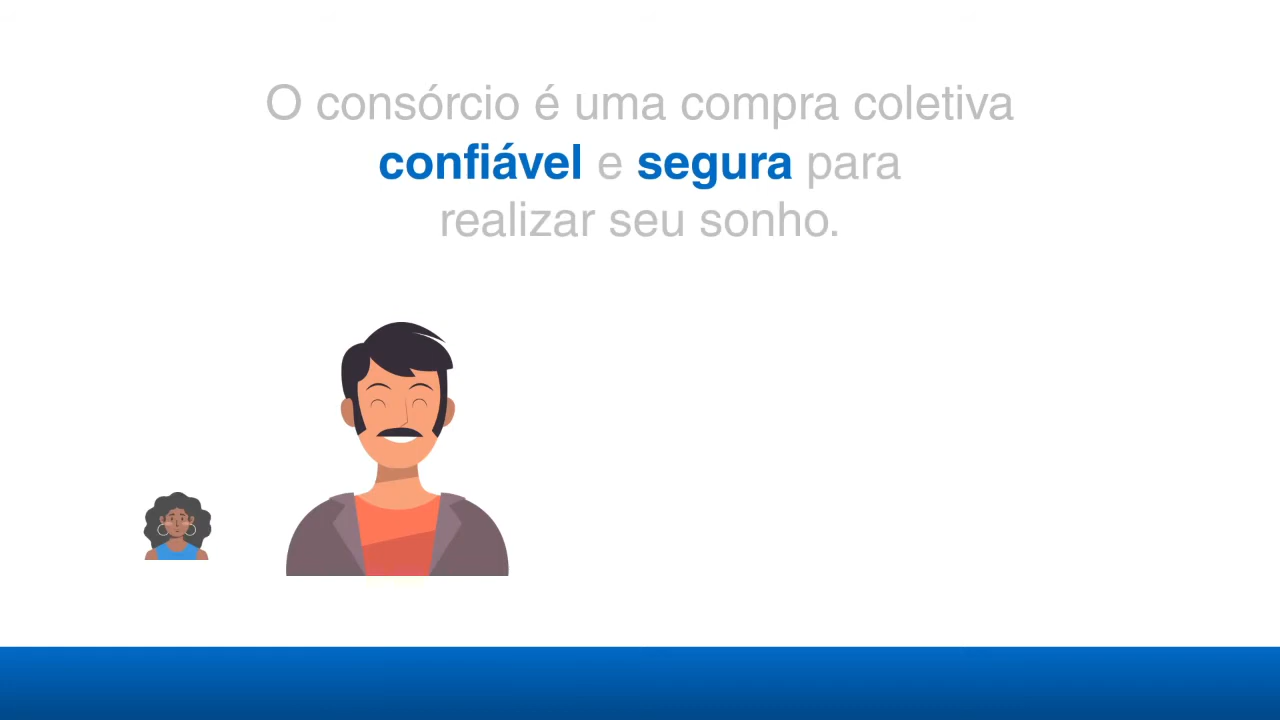 O consórcio é uma compra coletiva
confiável e segura para
realizar seu sonho.